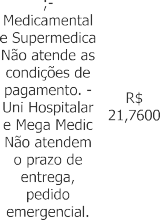 ;-
Medicamental
e Supermedica
Não atende as
condições de
pagamento. -
Uni Hospitalar
e Mega Medic
Não atendem
o prazo de
entrega,
pedido
emergencial.
R$
21,7600